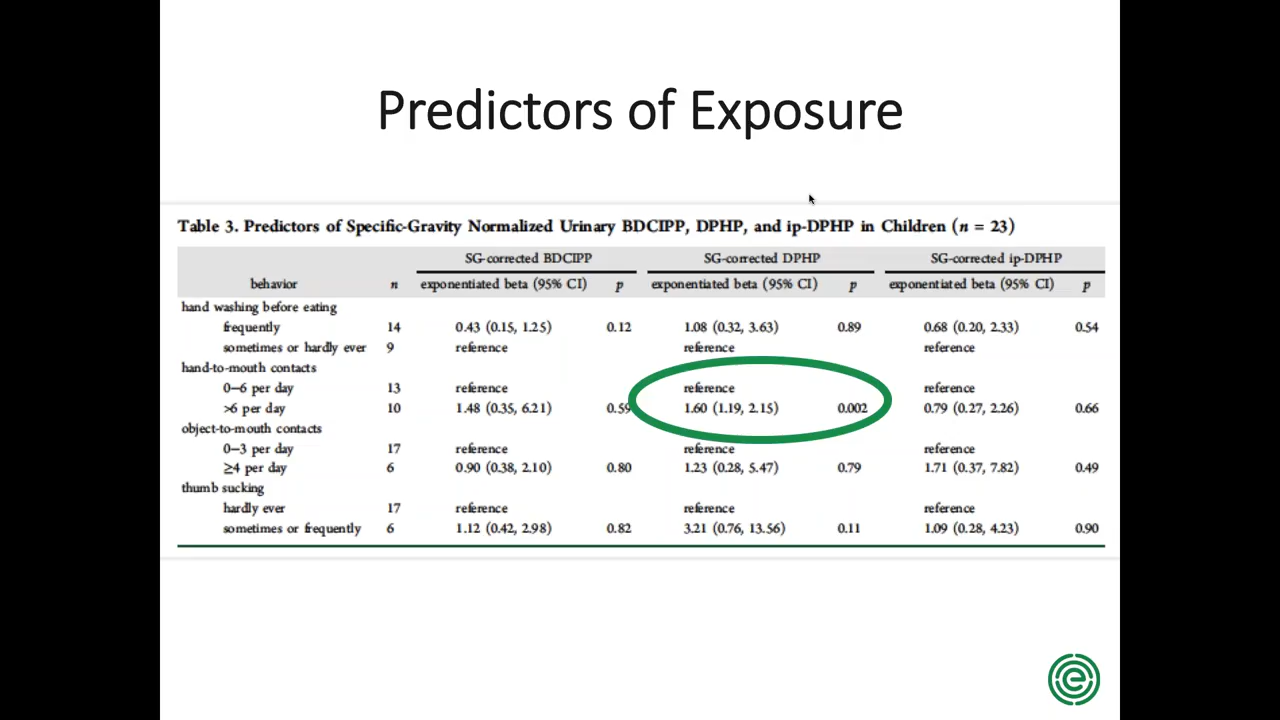 Predictors of Exposure
Table 3. Predictors of Specific-Gravity Normalized Urinary BDCIPP, DPHP, and ip-DPHP in Children (n = 23)
SG-corrected BDCIPP SG-corrected DPHP SG-corrected ip-DPHP
behavior n exponentiated beta (95% CI) p exponentiated beta (95% CI) p exponentiated beta (95% CI) p
hand washing before eating
frequently 14 0.43 (0.15, 1.25) 0.12 1.08 (0.32, 3.63) 0.89 0.68 (0.20, 2.33) 0.54
sometimes or hardly ever 9 reference reference reference
hand-to-mouth contacts
0–6 per day 13 reference reference reference
>6 per day 10 1.48 (0.35, 6.21) 0.59 1.60 (1.19, 2.15) 0.002 0.79 (0.27, 2.26) 0.66
object-to-mouth contacts
0–3 per day 17 reference reference reference
≥4 per day 6 0.90 (0.38, 2.10) 0.80 1.23 (0.28, 5.47) 0.79 1.71 (0.37, 7.82) 0.49
thumb sucking
hardly ever 17 reference reference reference
sometimes or frequently 6 1.12 (0.42, 2.98) 0.82 3.21 (0.76, 13.56) 0.11 1.09 (0.28, 4.23) 0.90
e